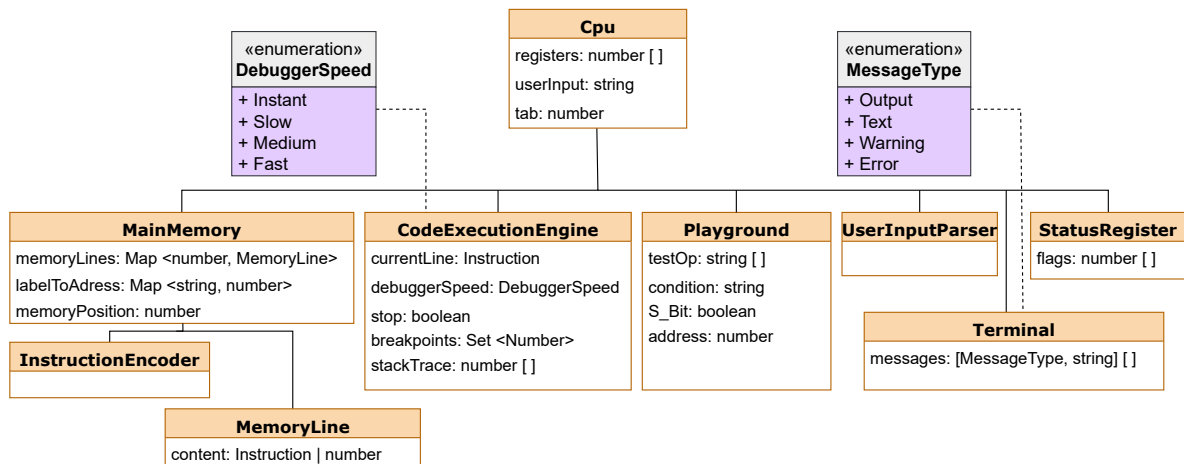 Cpu
registers: number [ ]
userInput: string
tab: number
«enumeration»
DebuggerSpeed
+ Instant
+ Slow
+ Medium
+ Fast
«enumeration»
MessageType
+ Output
+ Text
+ Warning
+ Error
MainMemory
memoryLines: Map <number, MemoryLine>
labelToAdress: Map <string, number>
memoryPosition: number
CodeExecutionEngine
currentLine: Instruction
debuggerSpeed: DebuggerSpeed
stop: boolean
breakpoints: Set <Number>
stackTrace: number [ ]
Playground
testOp: string [ ]
condition: string
S_Bit: boolean
address: number
UserInputParser
StatusRegister
flags: number [ ]
Terminal
messages: [MessageType, string] [ ]
InstructionEncoder
MemoryLine
content: Instruction | number